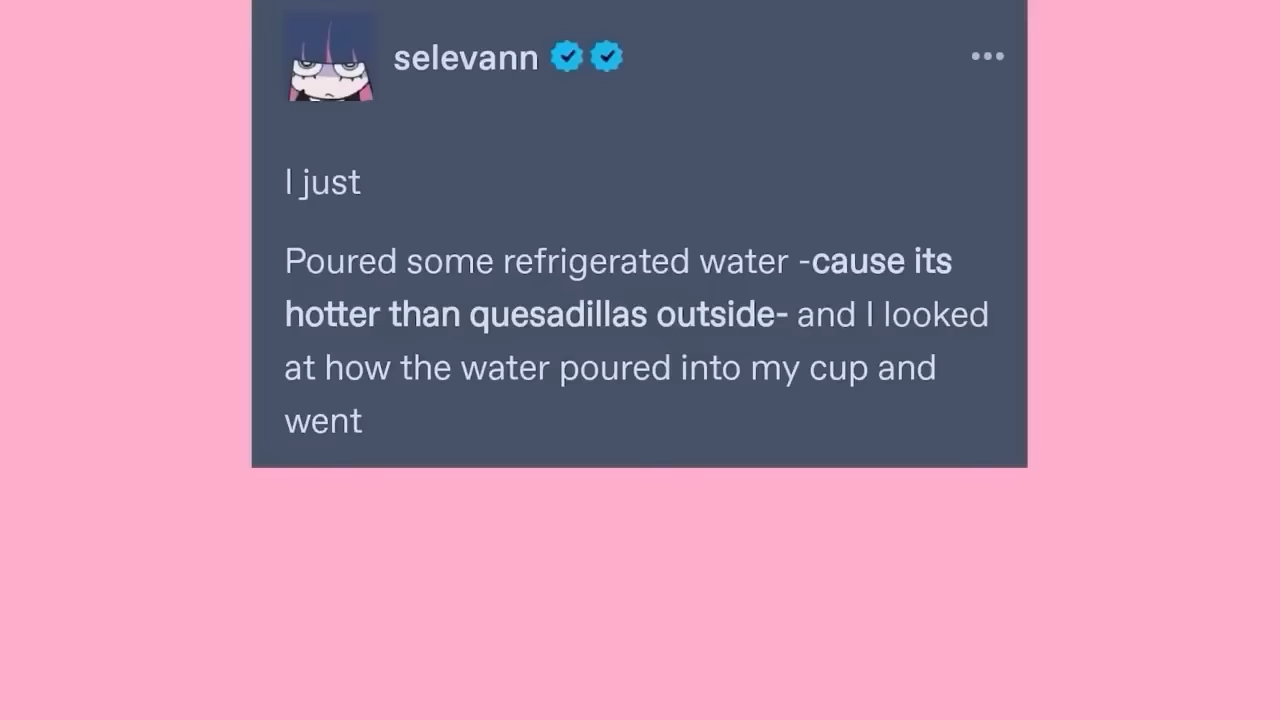 selevann
I just
Poured some refrigerated water -cause its
hotter than quesadillas outside- and I looked
at how the water poured into my cup and
went